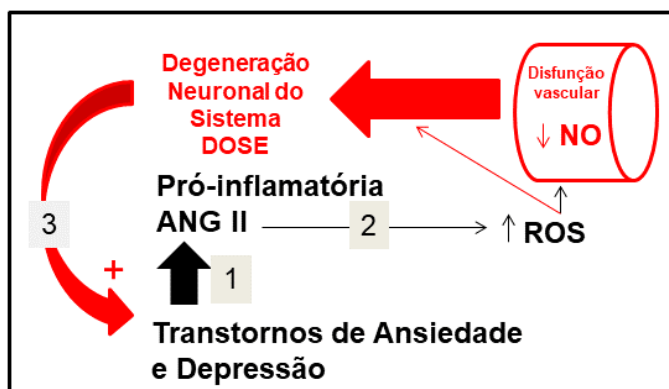 Degeneração
Neuronal do
Sistema
DOSE
Disfunção
vascular
↓ NO
Pró-inflamatória
ANG II
3
2
↑ ROS
+
1
Transtornos de Ansiedade
e Depressão